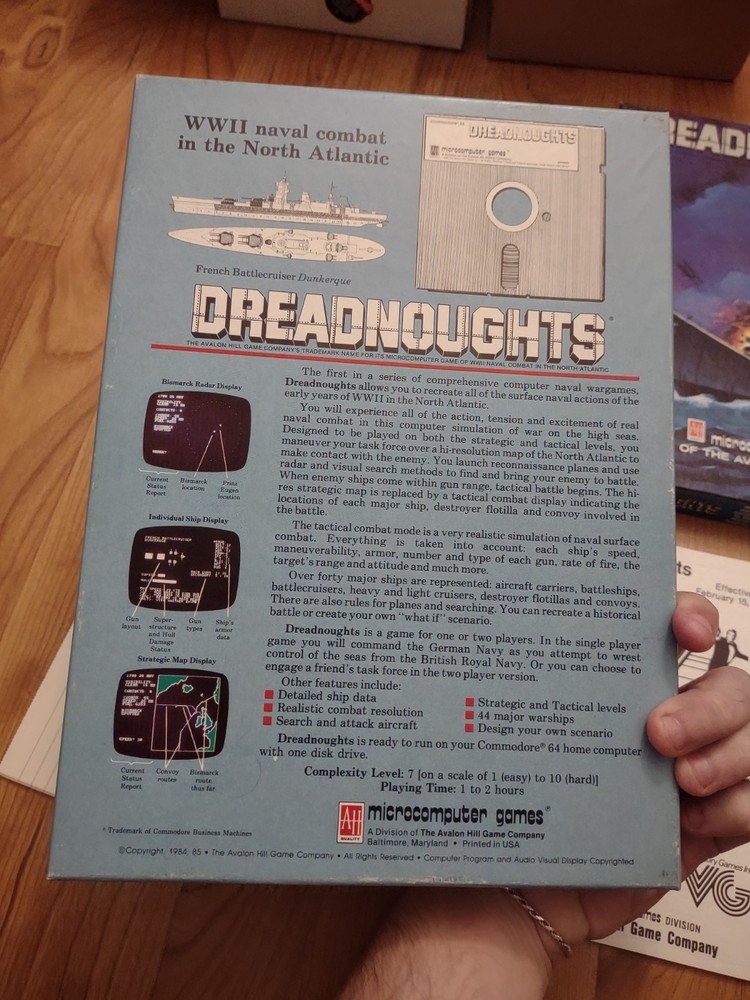 WWII naval combat
in the North Atlantic
French Battlecruiser Dunkerque
DREADNOUGHTS
microcomputer games
DREADNOUGHTS
THE AVALON HILL GAME COMPANY'S TRADEMARK NAME FOR ITS MICROCOMPUTER GAME OF WWII NAVAL COMBAT IN THE NORTH ATLANTIC
The first in a series of comprehensive computer naval wargames,
Dreadnoughts allows you to recreate all of the surface naval actions of the
early years of WWII in the North Atlantic.
You will experience all of the action, tension and excitement of real
naval combat in this computer simulation of war on the high seas.
Designed to be played on both the strategic and tactical levels, you
maneuver your task force over a hi-resolution map of the North Atlantic to
make contact with the enemy. You launch reconnaissance planes and use
radar and visual search methods to find and bring your enemy to battle.
When enemy ships come within gun range, tactical battle begins. The hi-
res strategic map is replaced by a tactical combat display indicating the
locations of each major ship, destroyer flotilla and convoy involved in
the battle.
The tactical combat mode is a very realistic simulation of naval surface
combat. Everything is taken into account: each ship's speed,
maneuverability, armor, number and type of each gun, rate of fire, the
target's range and attitude and much more.
Over forty major ships are represented: aircraft carriers, battleships,
battlecruisers, heavy and light cruisers, destroyer flotillas and convoys.
There are also rules for planes and searching. You can recreate a historical
battle or create your own "what if" scenario.
Dreadnoughts is a game for one or two players. In the single player
game you will command the German Navy as you attempt to wrest
control of the seas from the British Royal Navy. Or you can choose to
engage a friend's task force in the two player version.
Other features include:
Detailed ship data
Realistic combat resolution
Search and attack aircraft
Strategic and Tactical levels
44 major warships
Design your own scenario
Dreadnoughts is ready to run on your Commodore® 64 home computer
with one disk drive.
Complexity Level: 7 [on a scale of 1 (easy) to 10 (hard)]
Playing Time: 1 to 2 hours
Bismarck Radar Display
Current
Status
Report
Bismarck
location
Prinz
Eugen
location
Individual Ship Display
Gun
layout
Super-
structure
and Hull
Damage
Status
Gun
types
Ship's
armor
data
Strategic Map Display
Current
Status
Report
Convoy
routes
Bismarck
route
thus far
AH
QUALITY
microcomputer games®
A Division of The Avalon Hill Game Company
Baltimore, Maryland • Printed in USA
® Trademark of Commodore Business Machines
©Copyright, 1984, 85 • The Avalon Hill Game Company • All Rights Reserved • Computer Program and Audio Visual Display Copyrighted
READ
micro
OF THE AV
ts
Effective
February 15,
VG
DIVISION
Game Company